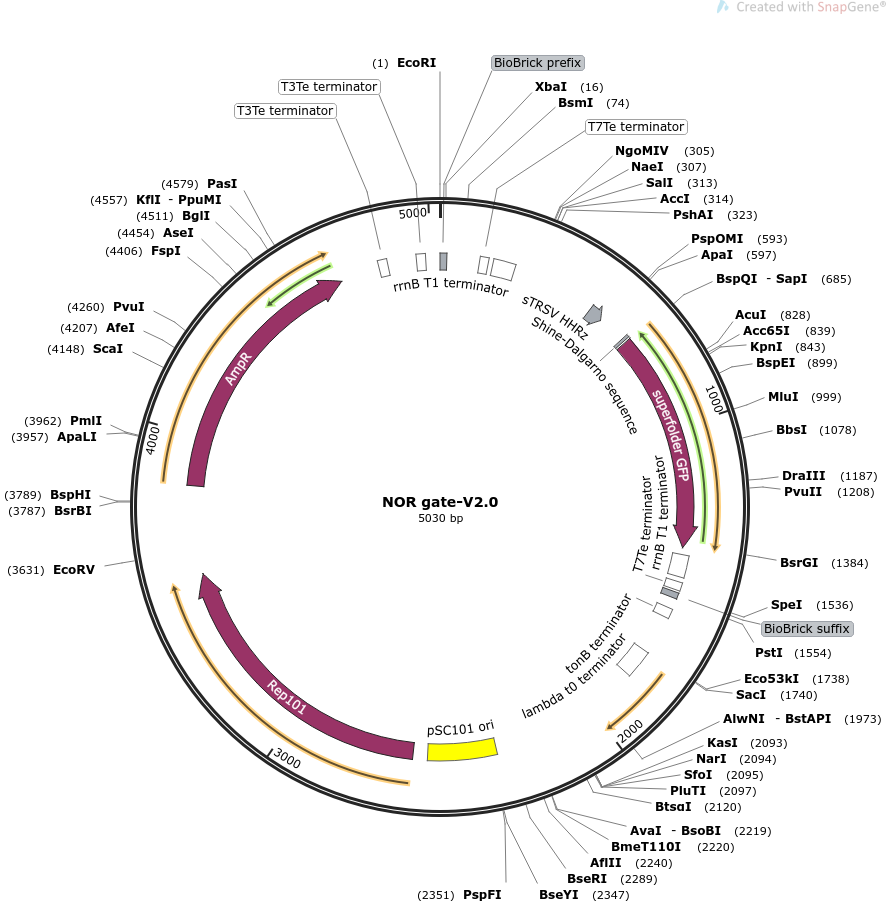 Created with SnapGene®
(1) EcoRI
BioBrick prefix
T3Te terminator
T3Te terminator
XbaI (16)
BsmI (74)
T7Te terminator
NgoMIV (305)
NaeI (307)
SalI (313)
AccI (314)
PshAI (323)
PspOMI (593)
ApaI (597)
BspQI - SapI (685)
AcuI (828)
Acc65I (839)
KpnI (843)
BspEI (899)
MluI (999)
BbsI (1078)
DraIII (1187)
PvuII (1208)
BsrGI (1384)
SpeI (1536)
BioBrick suffix
PstI (1554)
Eco53kI (1738)
SacI (1740)
AlwNI - BstAPI (1973)
KasI (2093)
NarI (2094)
SfoI (2095)
PluTI (2097)
BtsαI (2120)
AvaI - BsoBI (2219)
BmeT110I (2220)
AflII (2240)
BseRI (2289)
BseYI (2347)
(2351) PspFI
(3631) EcoRV
(3787) BsrBI
(3789) BspHI
(3957) ApaLI
(3962) PmlI
(4148) ScaI
(4207) AfeI
(4260) PvuI
(4406) FspI
(4454) AseI
(4511) BglI
(4557) KflI - PpuMI
(4579) PasI
5000
1000
2000
3000
4000
rrnB T1 terminator
sTRSV HHRz
Shine-Dalgarno sequence
superfolder GFP
T7Te terminator
rrnB T1 terminator
tonB terminator
lambda t0 terminator
pSC101 ori
Rep101
AmpR
NOR gate-V2.0
5030 bp